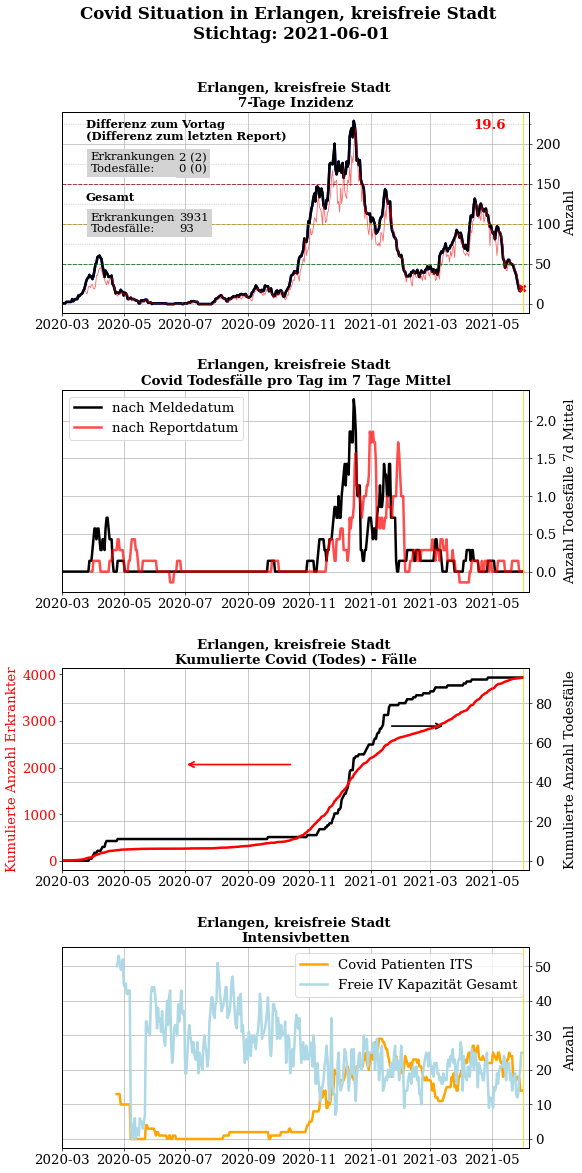 Covid Situation in Erlangen, kreisfreie Stadt
Stichtag: 2021-06-01
Erlangen, kreisfreie Stadt
7-Tage Inzidenz
Differenz zum Vortag
(Differenz zum letzten Report)
Erkrankungen 2 (2)
Todesfälle: 0 (0)
Gesamt
Erkrankungen 3931
Todesfälle: 93
19.6
200
150
100
50
0
Anzahl
2020-03 2020-05 2020-07 2020-09 2020-11 2021-01 2021-03 2021-05
Erlangen, kreisfreie Stadt
Covid Todesfälle pro Tag im 7 Tage Mittel
nach Meldedatum
nach Reportdatum
2.0
1.5
1.0
0.5
0.0
Anzahl Todesfälle 7d Mittel
2020-03 2020-05 2020-07 2020-09 2020-11 2021-01 2021-03 2021-05
Erlangen, kreisfreie Stadt
Kumulierte Covid (Todes) - Fälle
Kumulierte Anzahl Erkrankter
4000
3000
2000
1000
0
80
60
40
20
0
Kumulierte Anzahl Todesfälle
2020-03 2020-05 2020-07 2020-09 2020-11 2021-01 2021-03 2021-05
Erlangen, kreisfreie Stadt
Intensivbetten
Covid Patienten ITS
Freie IV Kapazität Gesamt
50
40
30
20
10
0
Anzahl
2020-03 2020-05 2020-07 2020-09 2020-11 2021-01 2021-03 2021-05